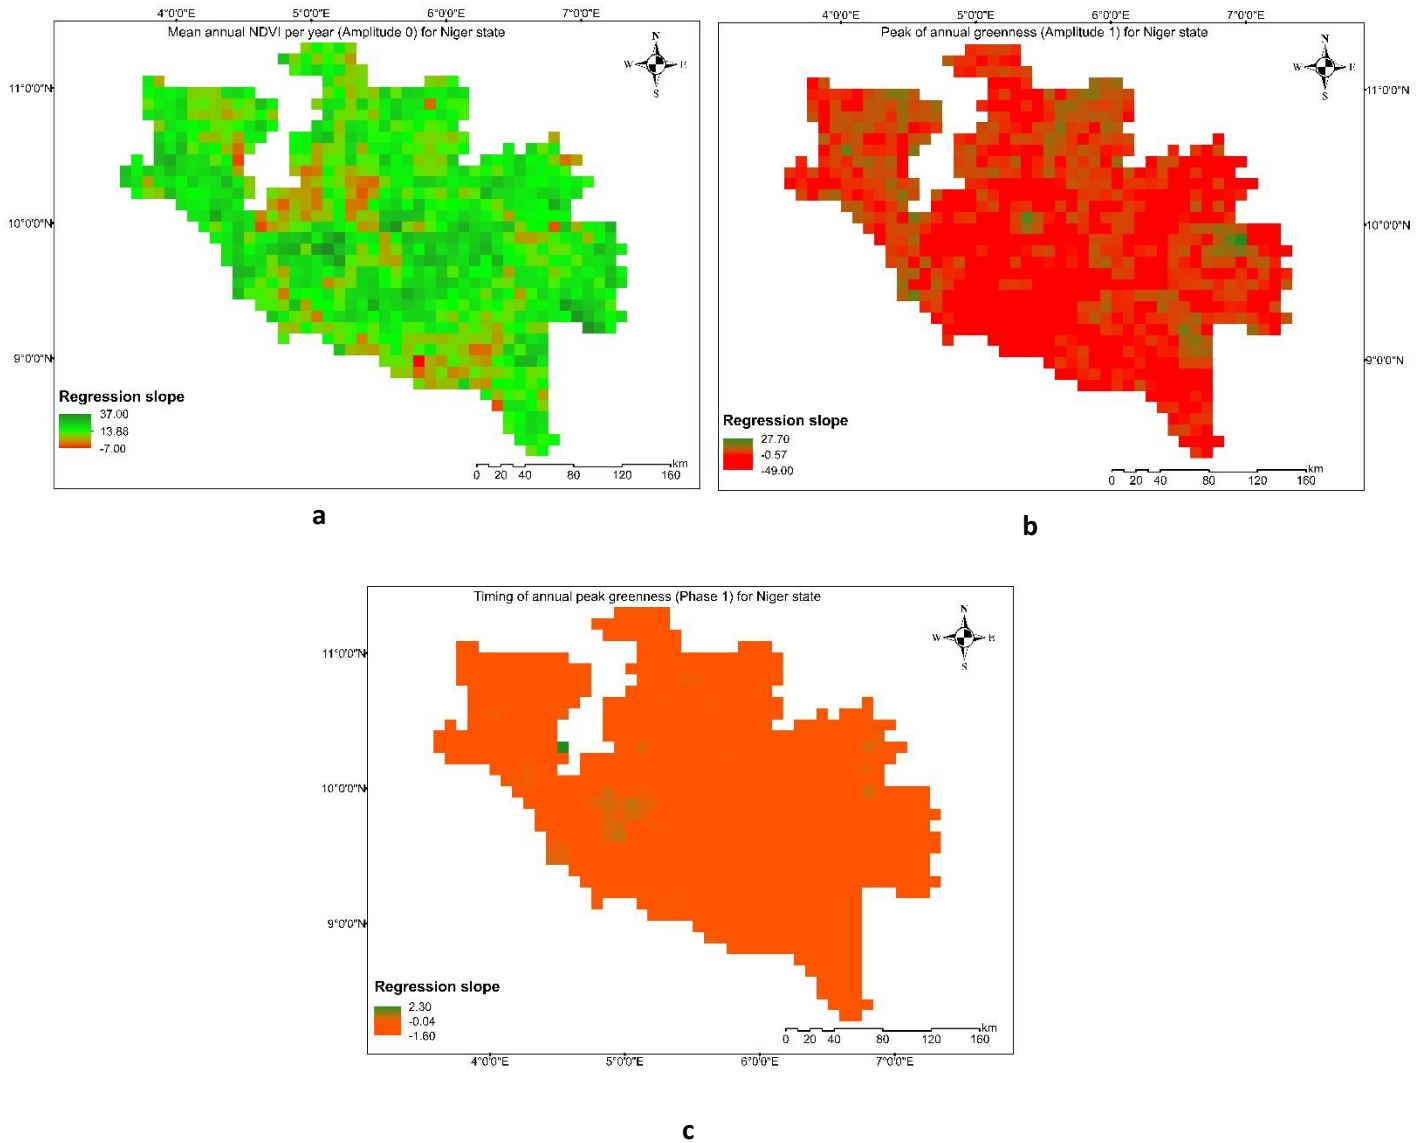 4°0'0"E 5°0'0"E 6°0'0"E 7°0'0"E
Mean annual NDVI per year (Amplitude 0) for Niger state
N
W E
S
11°0'0"N
10°0'0"N
9°0'0"N
Regression slope
37.00
13.88
-7.00
km
0 20 40 80 120 160
a
4°0'0"E 5°0'0"E 6°0'0"E 7°0'0"E
Peak of annual greenness (Amplitude 1) for Niger state
N
W E
S
11°0'0"N
10°0'0"N
9°0'0"N
Regression slope
27.70
-0.57
-49.00
km
0 20 40 80 120 160
b
Timing of annual peak greenness (Phase 1) for Niger state
N
W E
S
11°0'0"N
10°0'0"N
9°0'0"N
Regression slope
2.30
-0.04
-1.60
km
0 20 40 80 120 160
4°0'0"E 5°0'0"E 6°0'0"E 7°0'0"E
c